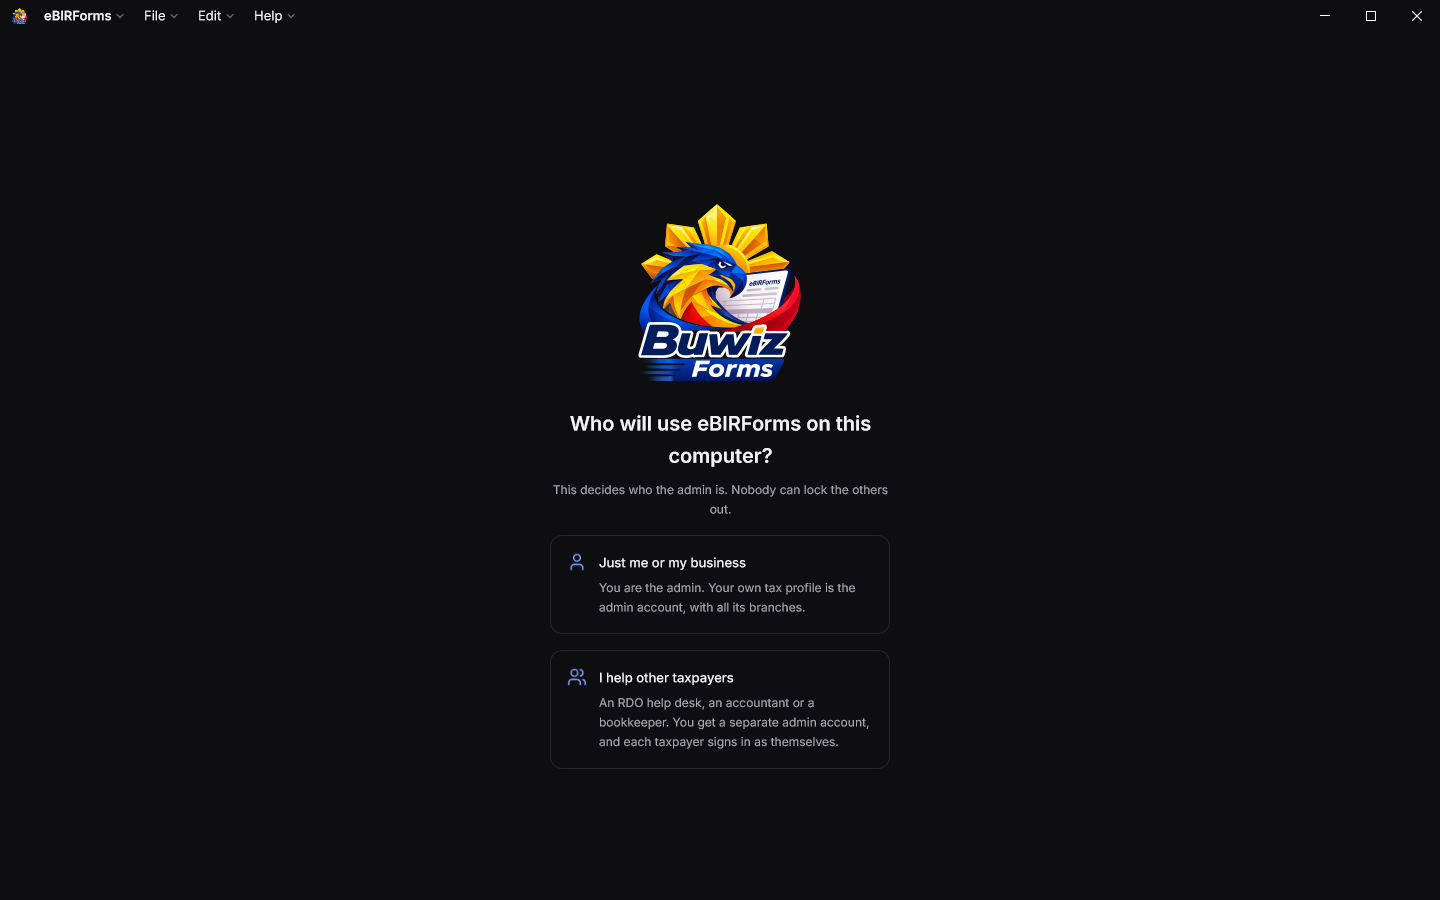 eBIRForms File Edit Help
eBIRForms
Buwiz
Forms
Who will use eBIRForms on this
computer?
This decides who the admin is. Nobody can lock the others
out.
Just me or my business
You are the admin. Your own tax profile is the
admin account, with all its branches.
I help other taxpayers
An RDO help desk, an accountant or a
bookkeeper. You get a separate admin account,
and each taxpayer signs in as themselves.